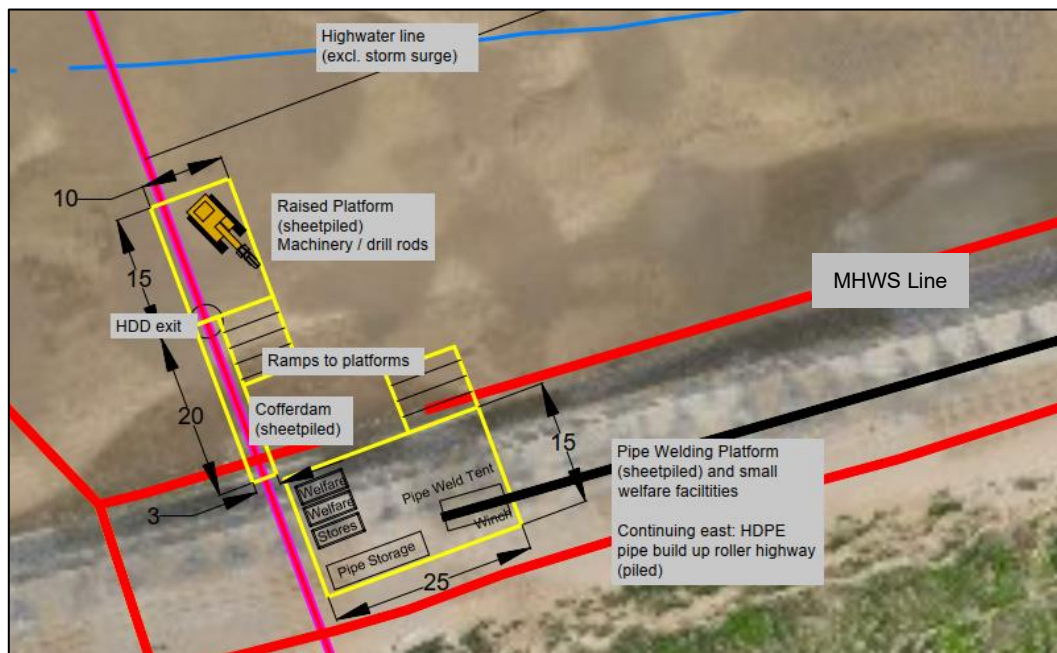 Highwater line
(excl. storm surge)
10
Raised Platform
(sheetpiled)
Machinery / drill rods
15
MHWS Line
HDD exit
Ramps to platforms
20
Cofferdam
(sheetpiled)
15
3
Welfare
Welfare
Stores
Pipe Weld Tent
Winch
Pipe Storage
25
Pipe Welding Platform
(sheetpiled) and small
welfare faciltities
Continuing east: HDPE
pipe build up roller highway
(piled)